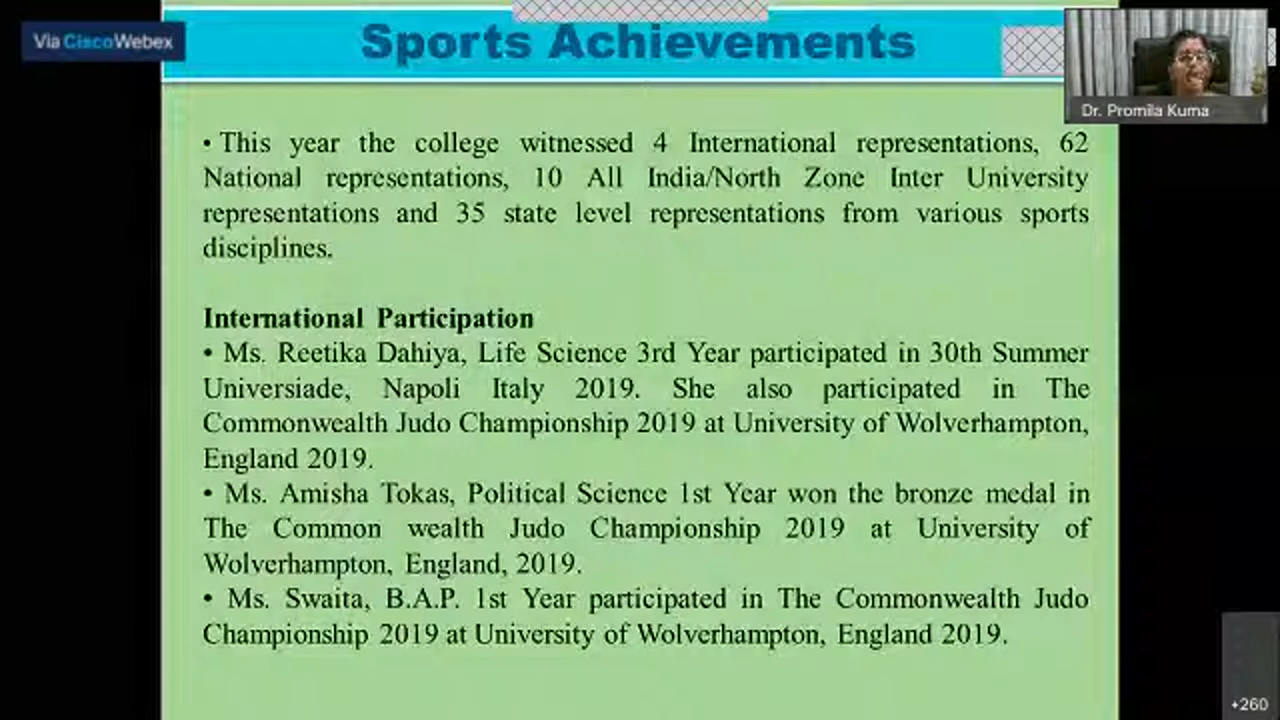 Via CiscoWebex
Sports Achievements
Dr. Promila Kuma
• This year the college witnessed 4 International representations, 62
National representations, 10 All India/North Zone Inter University
representations and 35 state level representations from various sports
disciplines.
International Participation
• Ms. Reetika Dahiya, Life Science 3rd Year participated in 30th Summer
Universiade, Napoli Italy 2019. She also participated in The
Commonwealth Judo Championship 2019 at University of Wolverhampton,
England 2019.
• Ms. Amisha Tokas, Political Science 1st Year won the bronze medal in
The Common wealth Judo Championship 2019 at University of
Wolverhampton, England, 2019.
• Ms. Swaita, B.A.P. 1st Year participated in The Commonwealth Judo
Championship 2019 at University of Wolverhampton, England 2019.
+260